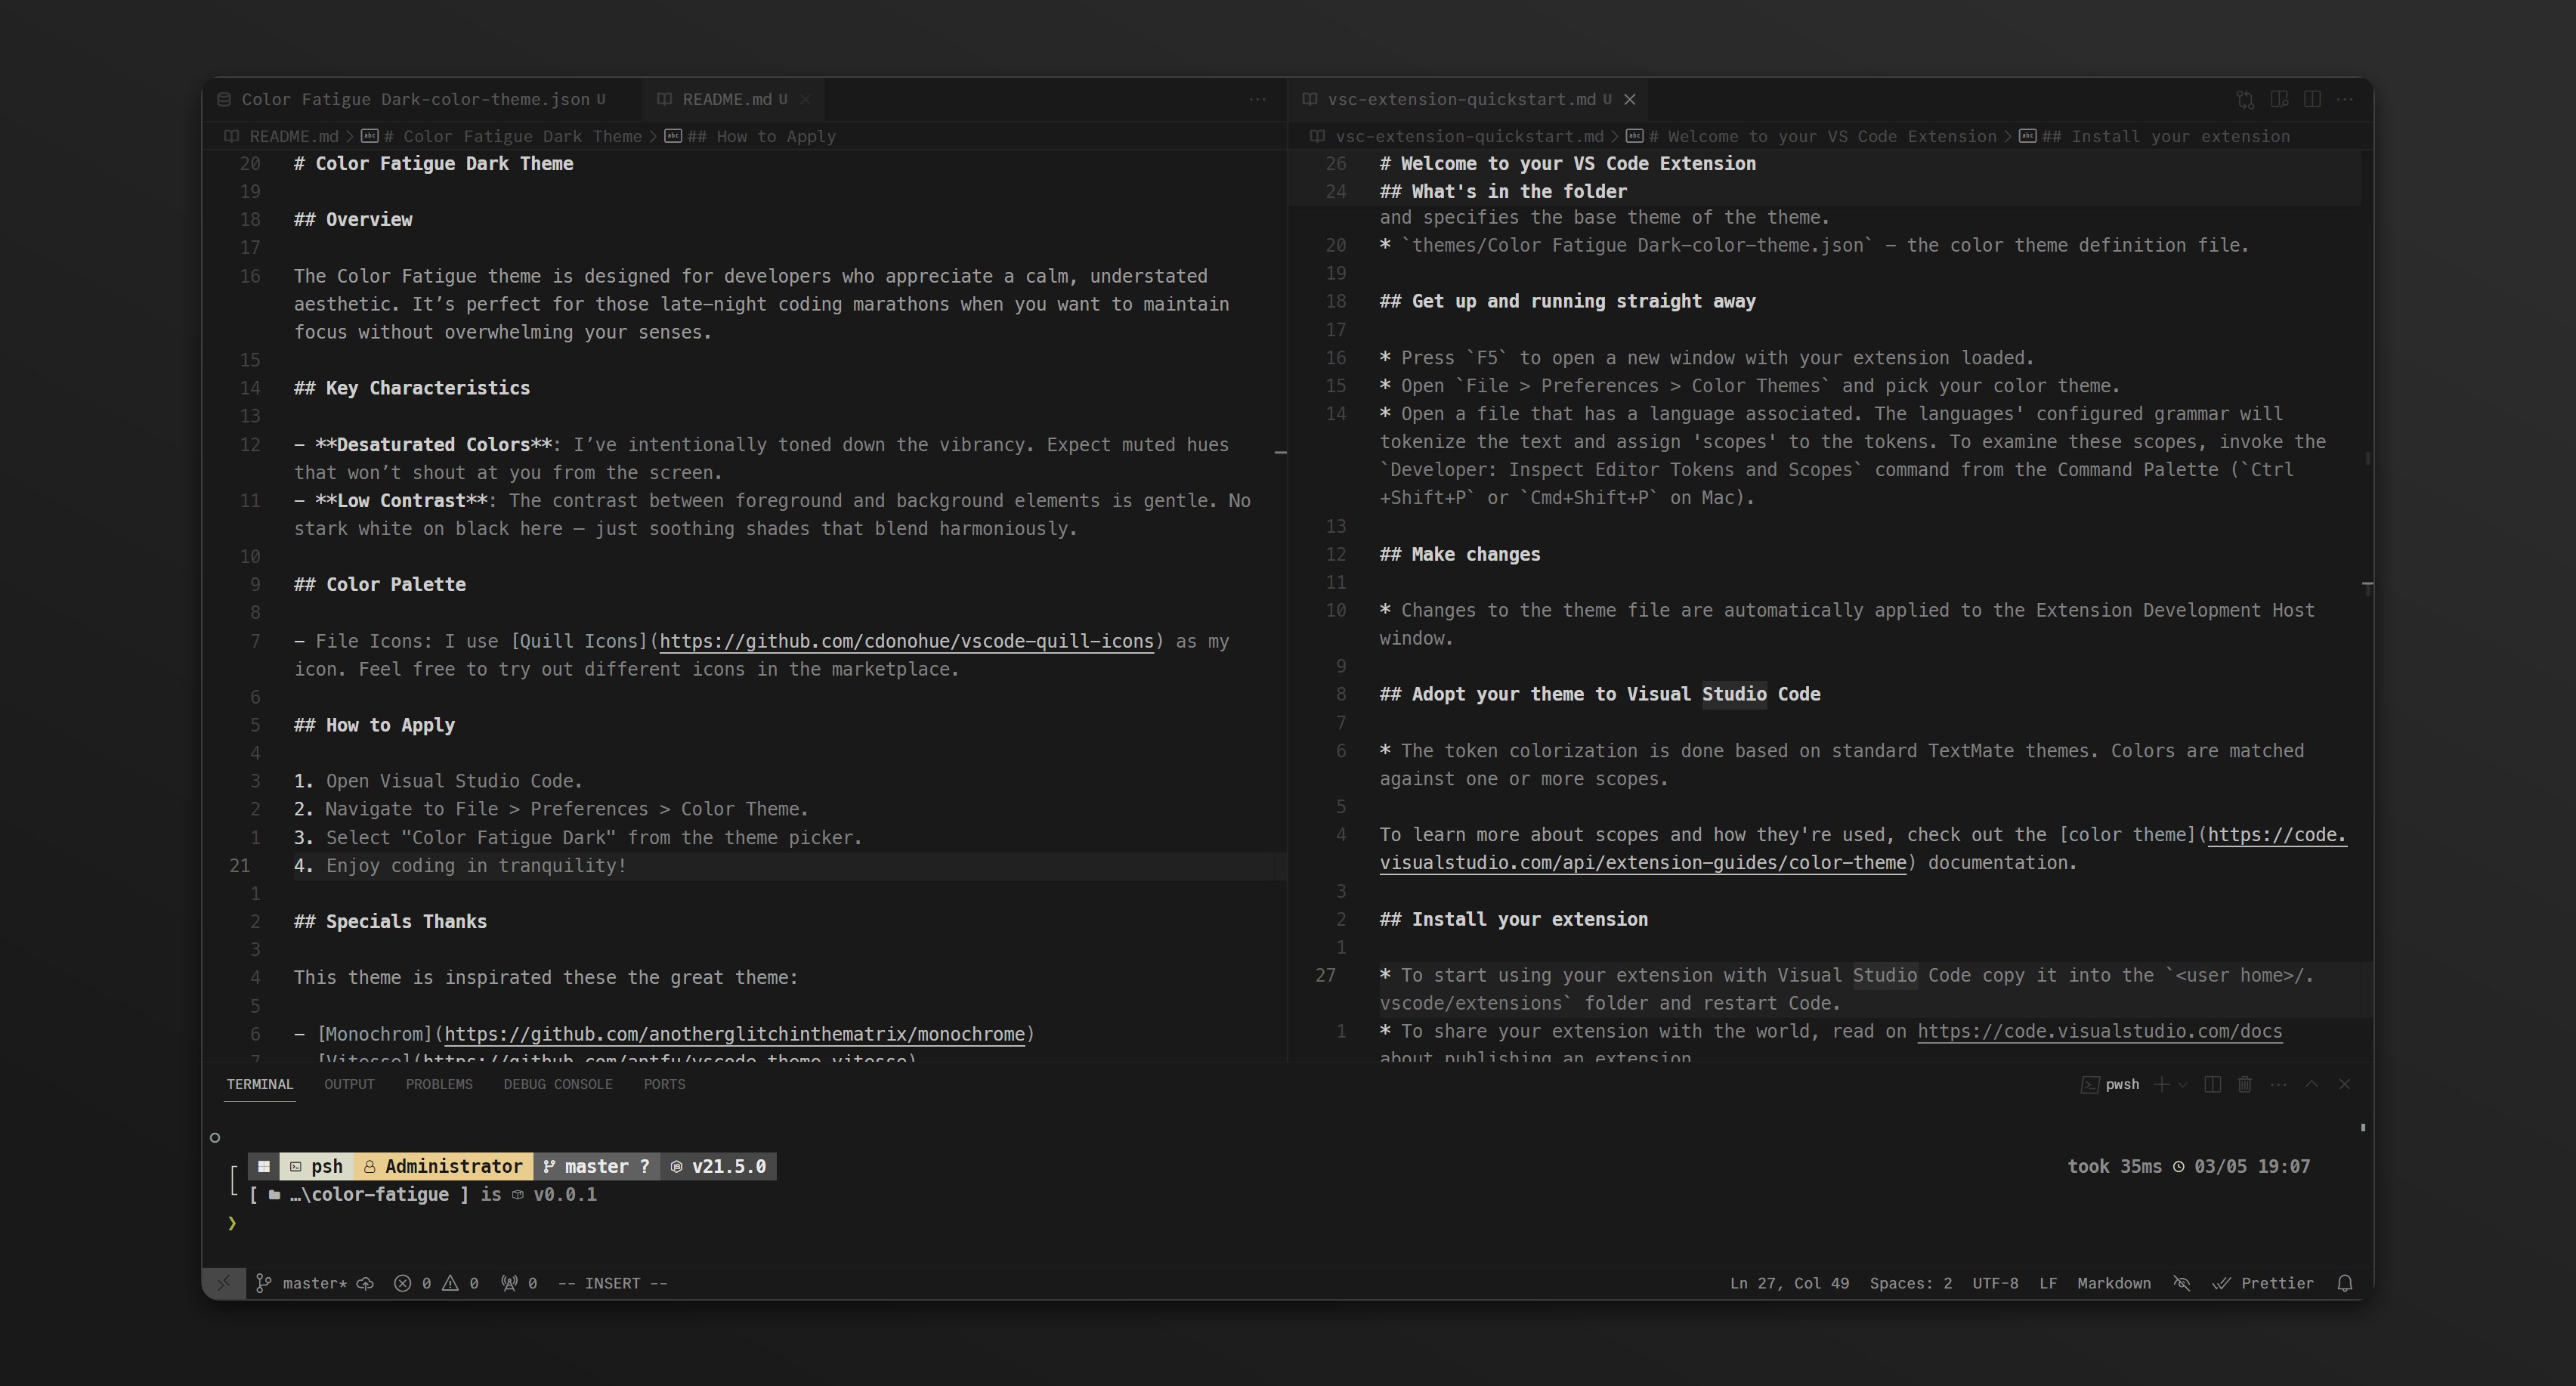 Color Fatigue Dark-color-theme.json U
README.md U
README.md > # Color Fatigue Dark Theme > ## How to Apply
20 # Color Fatigue Dark Theme
19
18 ## Overview
17
16 The Color Fatigue theme is designed for developers who appreciate a calm, understated
aesthetic. It’s perfect for those late-night coding marathons when you want to maintain
focus without overwhelming your senses.
15
14 ## Key Characteristics
13
12 - **Desaturated Colors**: I’ve intentionally toned down the vibrancy. Expect muted hues
that won’t shout at you from the screen.
11 - **Low Contrast**: The contrast between foreground and background elements is gentle. No
stark white on black here — just soothing shades that blend harmoniously.
10
9 ## Color Palette
8
7 - File Icons: I use [Quill Icons](https://github.com/cdonohue/vscode-quill-icons) as my
icon. Feel free to try out different icons in the marketplace.
6
5 ## How to Apply
4
3 1. Open Visual Studio Code.
2 2. Navigate to File > Preferences > Color Theme.
1 3. Select "Color Fatigue Dark" from the theme picker.
21 4. Enjoy coding in tranquility!
1
2 ## Specials Thanks
3
4 This theme is inspirated these the great theme:
5
6 - [Monochrom](https://github.com/anotherglitchinthematrix/monochrome)
7 - [Vitesse](https://github.com/antfu/vscode-theme-vitesse)
vsc-extension-quickstart.md U
vsc-extension-quickstart.md > # Welcome to your VS Code Extension > ## Install your extension
26 # Welcome to your VS Code Extension
24 ## What's in the folder
and specifies the base theme of the theme.
20 * `themes/Color Fatigue Dark-color-theme.json` - the color theme definition file.
19
18 ## Get up and running straight away
17
16 * Press `F5` to open a new window with your extension loaded.
15 * Open `File > Preferences > Color Themes` and pick your color theme.
14 * Open a file that has a language associated. The languages' configured grammar will
tokenize the text and assign 'scopes' to the tokens. To examine these scopes, invoke the
`Developer: Inspect Editor Tokens and Scopes` command from the Command Palette (`Ctrl
+Shift+P` or `Cmd+Shift+P` on Mac).
13
12 ## Make changes
11
10 * Changes to the theme file are automatically applied to the Extension Development Host
window.
9
8 ## Adopt your theme to Visual Studio Code
7
6 * The token colorization is done based on standard TextMate themes. Colors are matched
against one or more scopes.
5
4 To learn more about scopes and how they're used, check out the [color theme](https://code.
visualstudio.com/api/extension-guides/color-theme) documentation.
3
2 ## Install your extension
1
27 * To start using your extension with Visual Studio Code copy it into the `<user home>/.
vscode/extensions` folder and restart Code.
1 * To share your extension with the world, read on https://code.visualstudio.com/docs
about publishing an extension.
TERMINAL OUTPUT PROBLEMS DEBUG CONSOLE PORTS
pwsh
psh Administrator master ? v21.5.0
took 35ms 03/05 19:07
[ …\color-fatigue ] is v0.0.1
❯
master* 0 0 0 -- INSERT --
Ln 27, Col 49 Spaces: 2 UTF-8 LF Markdown Prettier